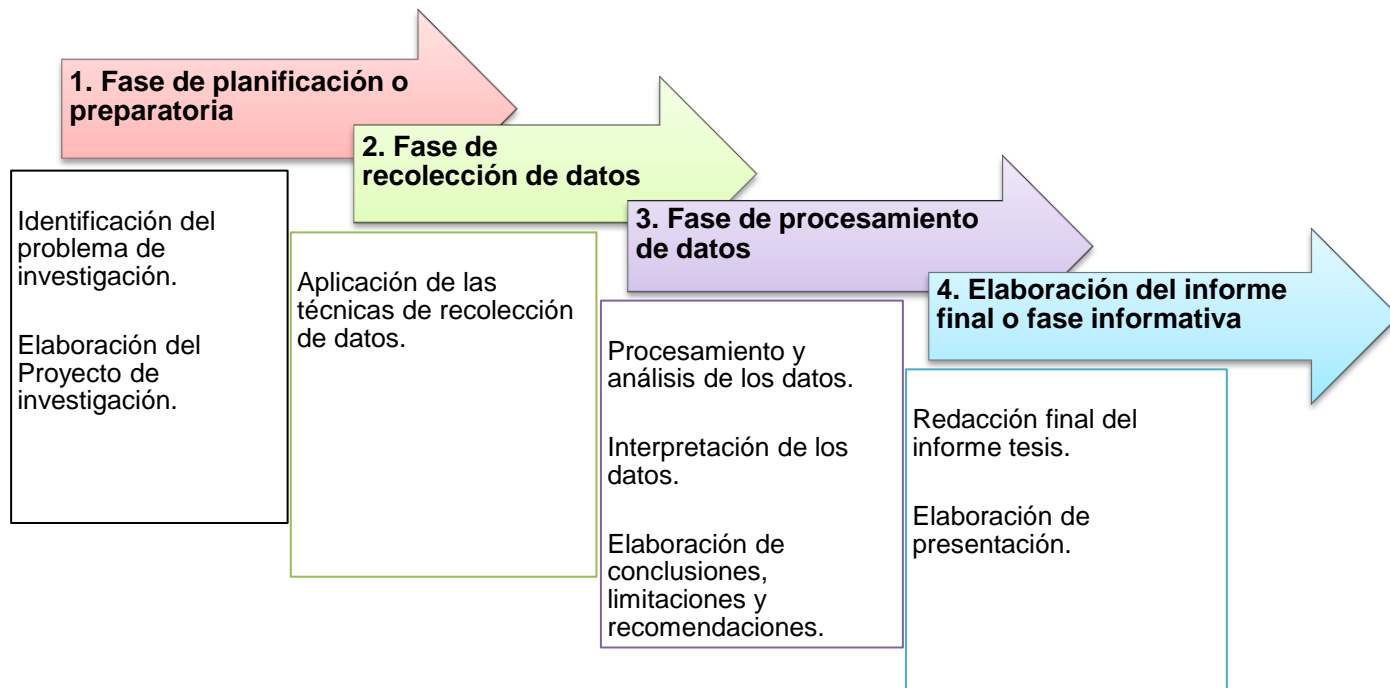 1. Fase de planificación o
preparatoria
Identificación del
problema de
investigación.
Elaboración del
Proyecto de
investigación.
2. Fase de
recolección de datos
Aplicación de las
técnicas de recolección
de datos.
3. Fase de procesamiento
de datos
Procesamiento y
análisis de los datos.
Interpretación de los
datos.
Elaboración de
conclusiones,
limitaciones y
recomendaciones.
4. Elaboración del informe
final o fase informativa
Redacción final del
informe tesis.
Elaboración de
presentación.